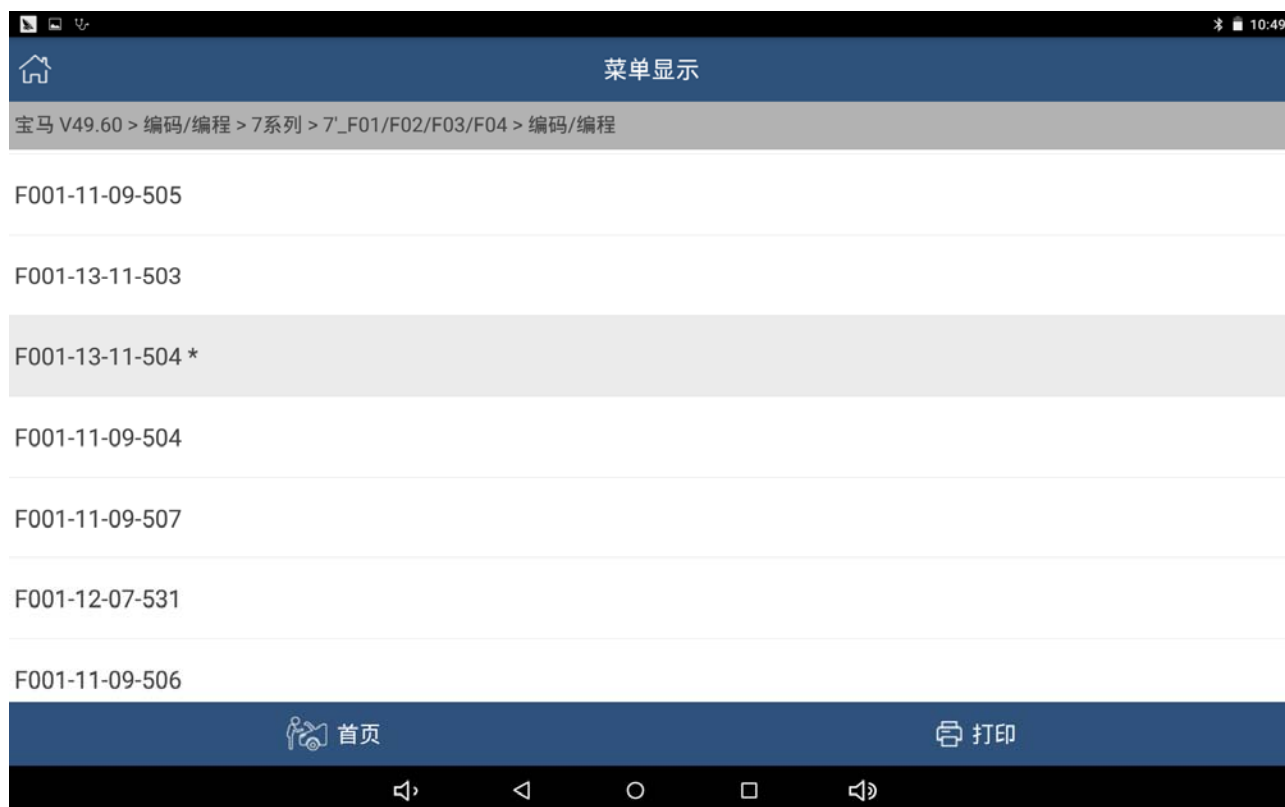 10:49
菜单显示
宝马 V49.60 > 编码/编程 > 7系列 > 7'_F01/F02/F03/F04 > 编码/编程
F001-11-09-505
F001-13-11-503
F001-13-11-504 *
F001-11-09-504
F001-11-09-507
F001-12-07-531
F001-11-09-506
首页 打印